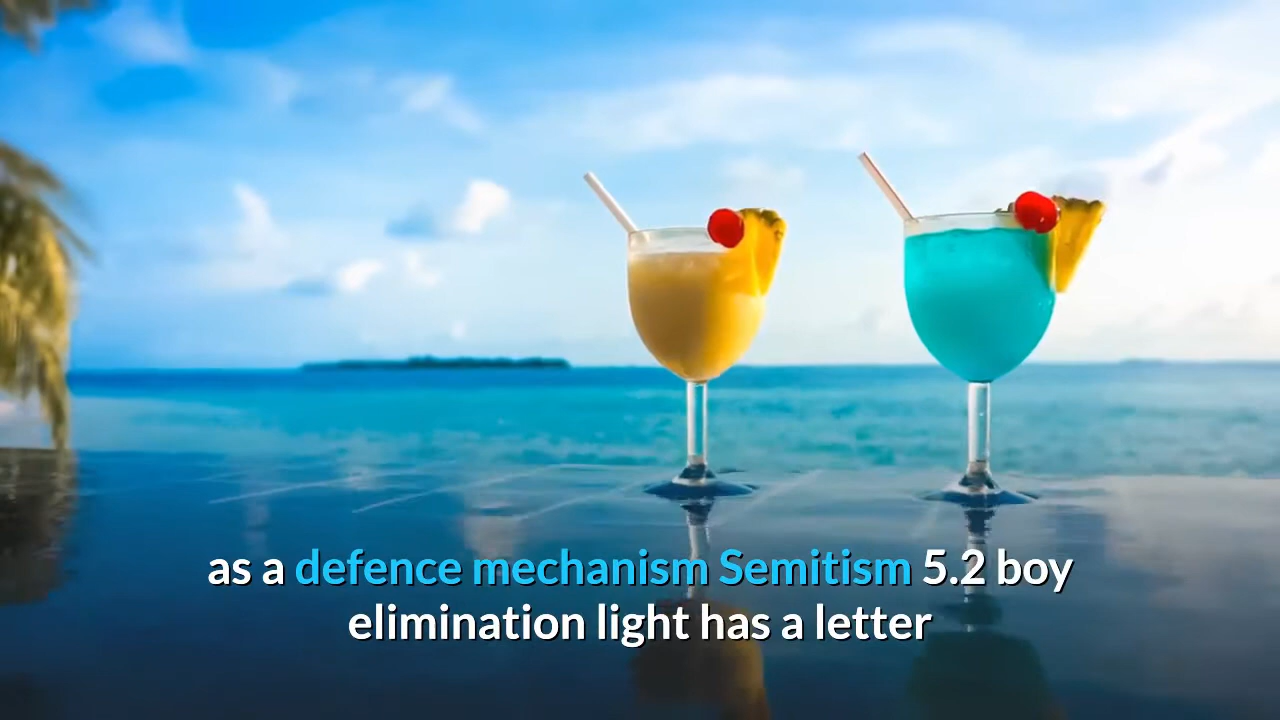 as a defence mechanism Semitism 5.2 boy
elimination light has a letter